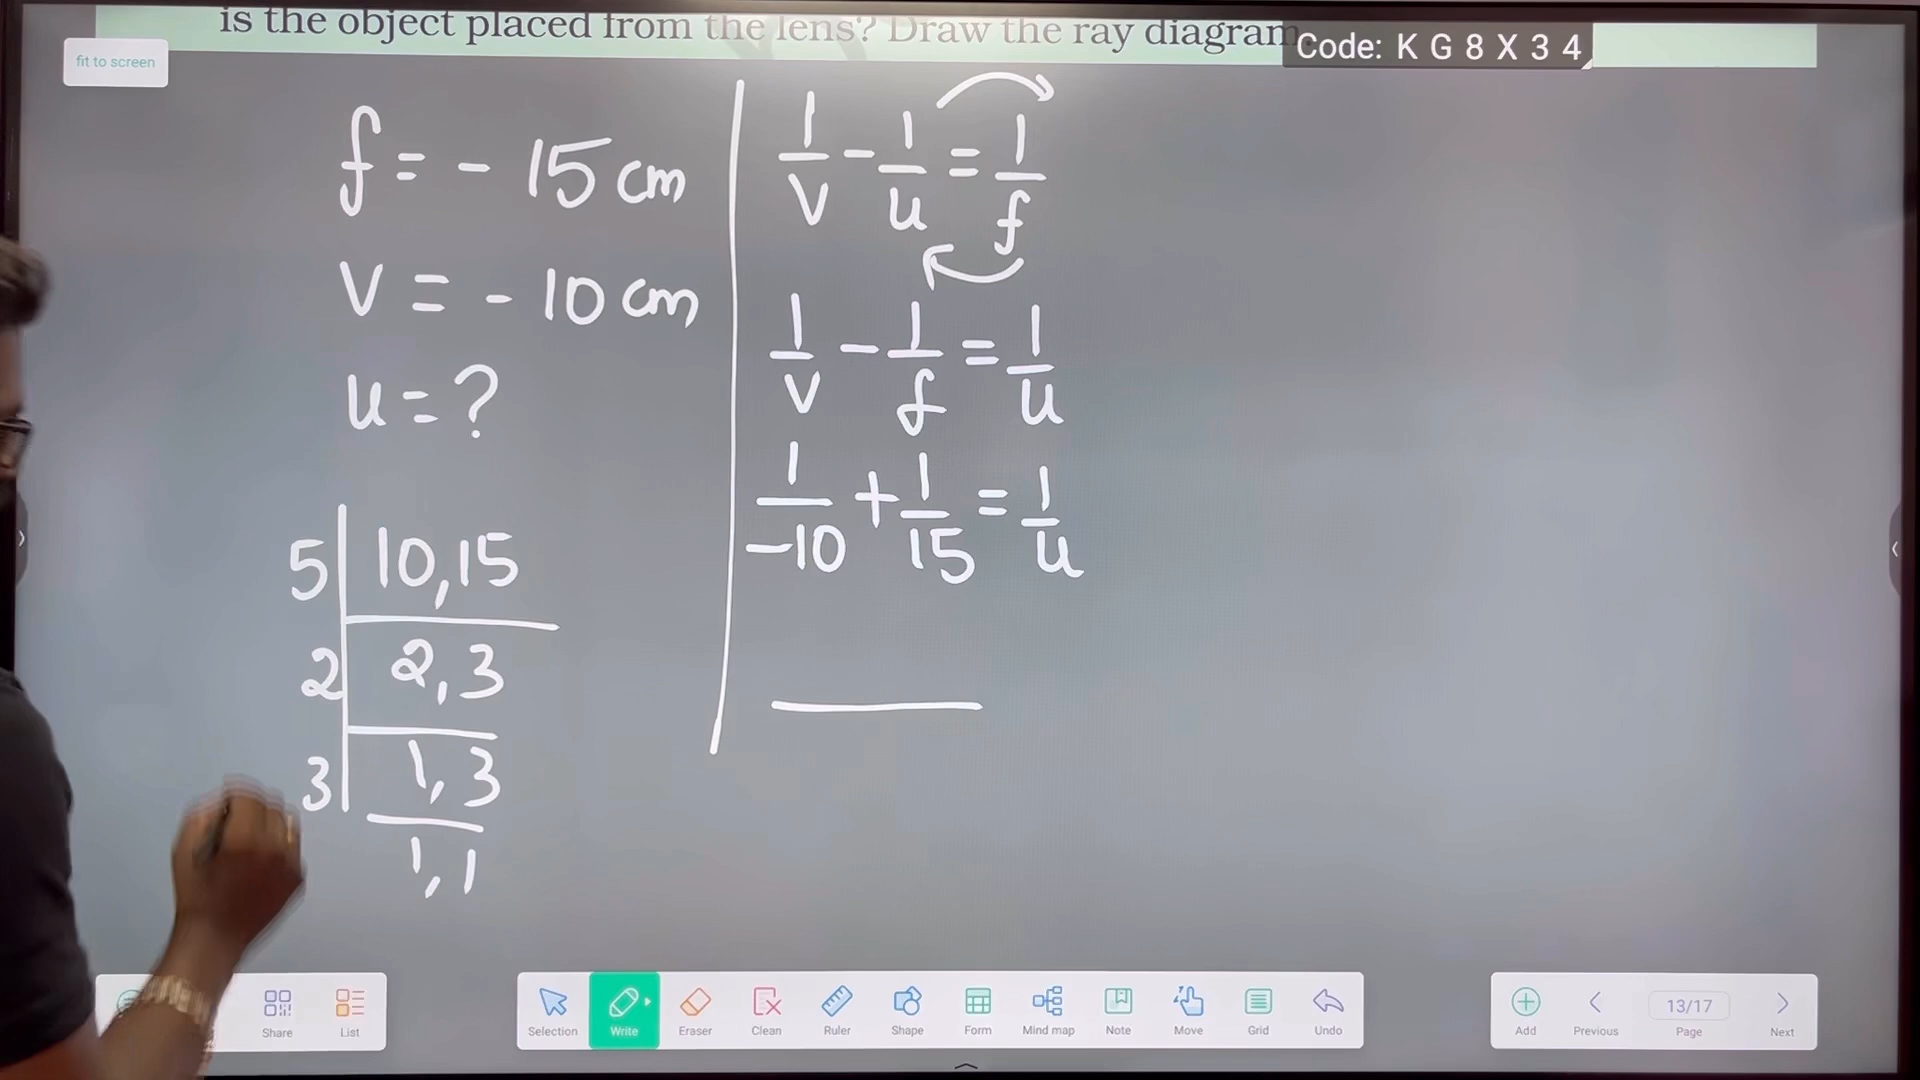 is the object placed from the lens? Draw the ray diagram
Code: K G 8 X 3 4
fit to screen
f = - 15 cm
v = - 10 cm
u = ?
5 | 10, 15
2 | 2, 3
3 | 1, 3
1, 1
1/v - 1/u = 1/f
1/v - 1/f = 1/u
1/-10 + 1/15 = 1/u
Share
List
Selection
Write
Eraser
Clean
Ruler
Shape
Form
Mind map
Note
Move
Grid
Undo
Add
Previous
13/17
Page
Next